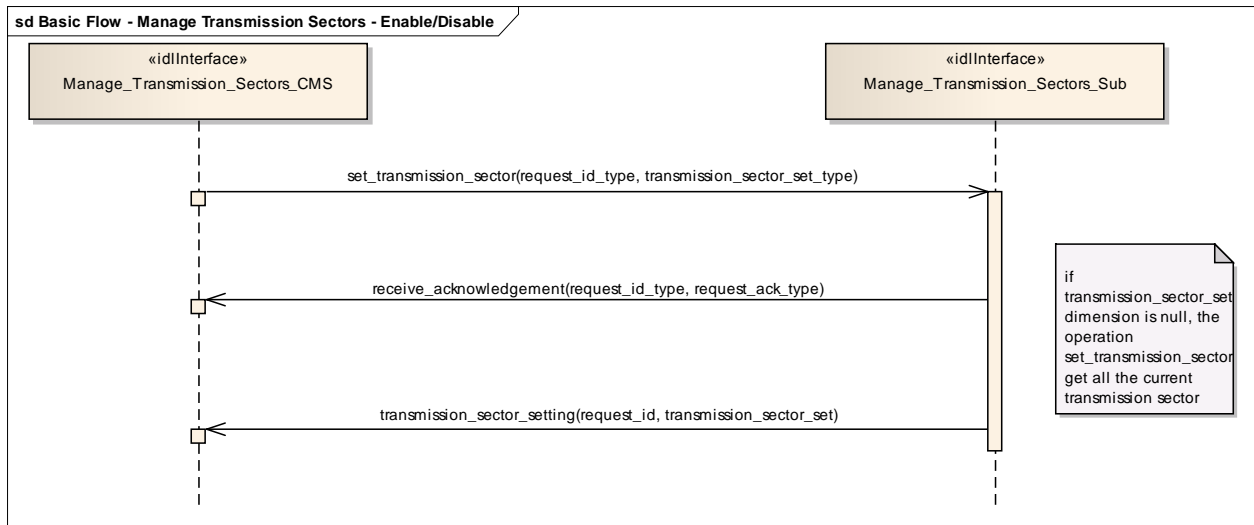 sd Basic Flow - Manage Transmission Sectors - Enable/Disable
«idlInterface»
Manage_Transmission_Sectors_CMS
«idlInterface»
Manage_Transmission_Sectors_Sub
set_transmission_sector(request_id_type, transmission_sector_set_type)
receive_acknowledgement(request_id_type, request_ack_type)
transmission_sector_setting(request_id, transmission_sector_set)
if
transmission_sector_set
dimension is null, the
operation
set_transmission_sector
get all the current
transmission sector